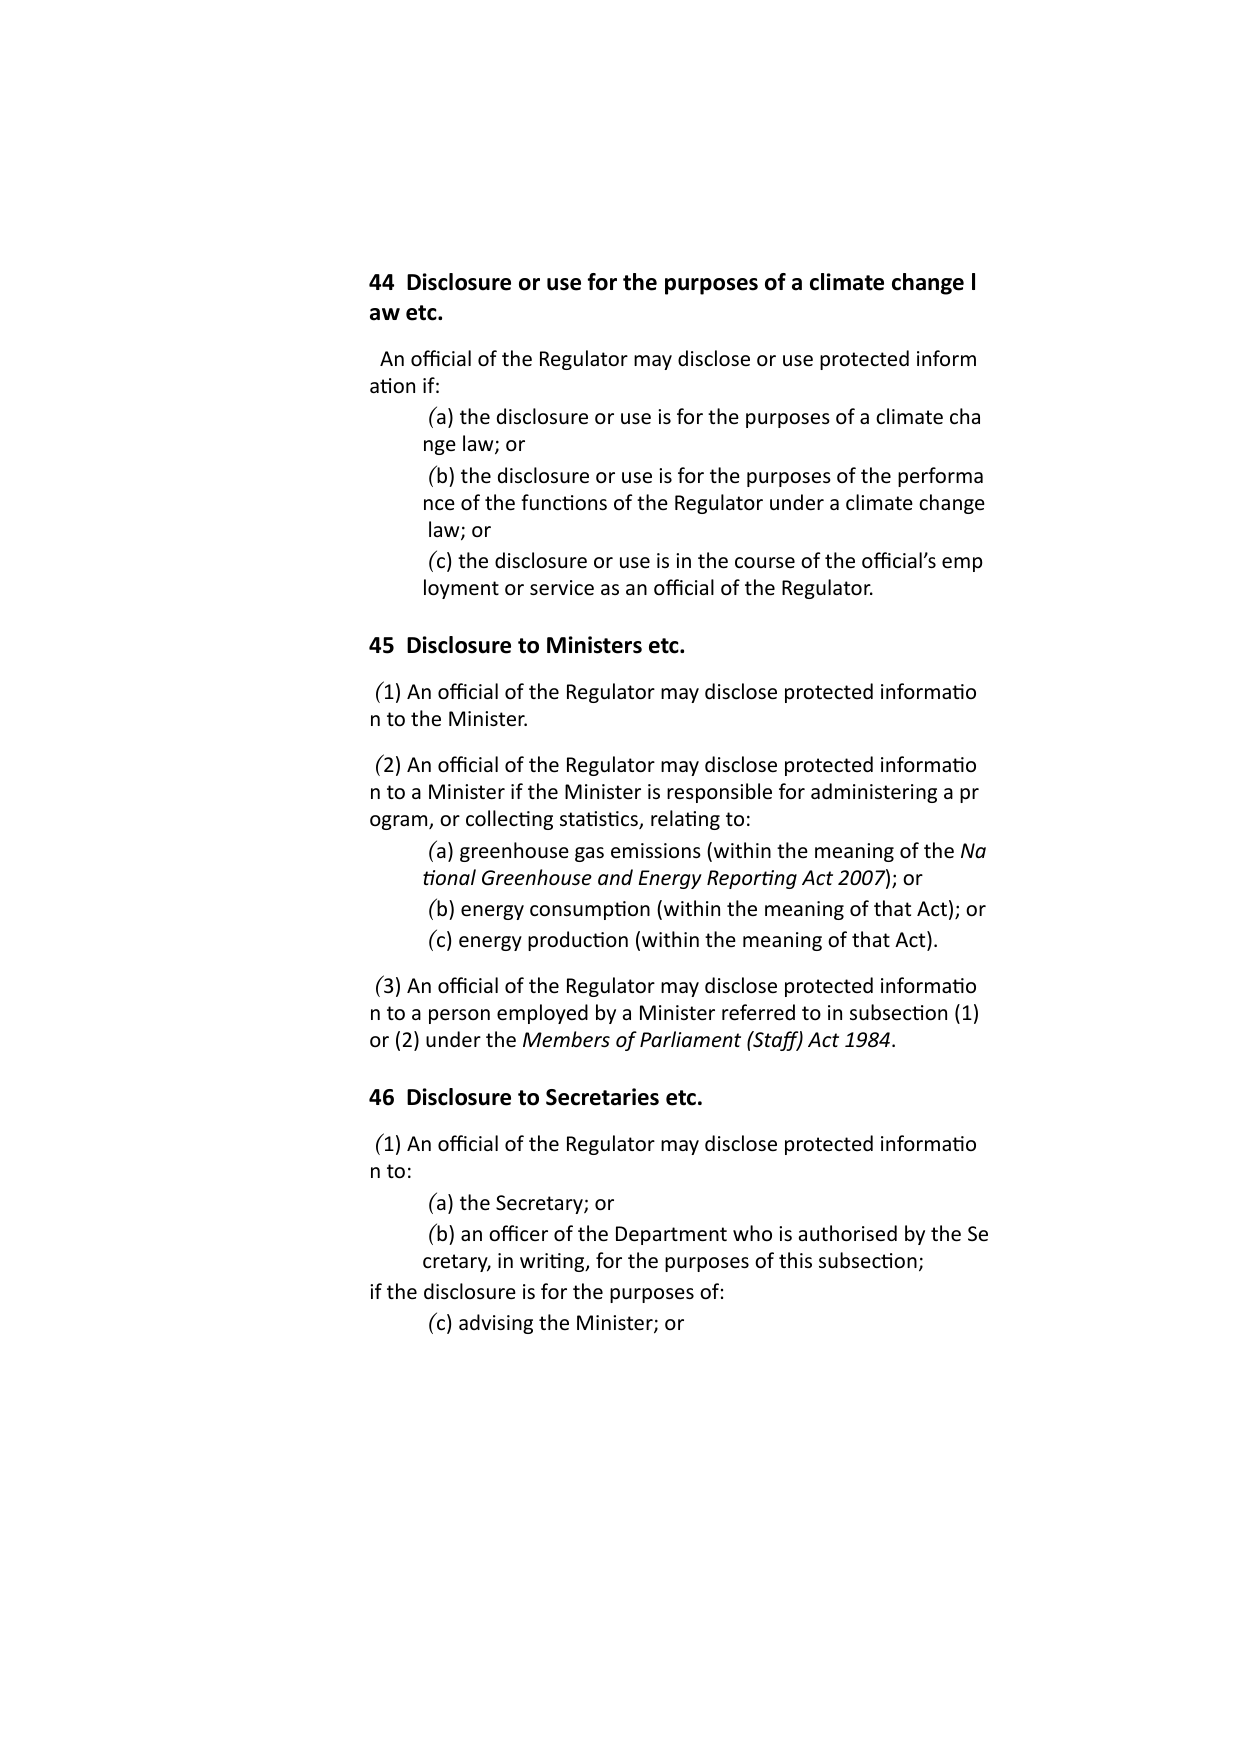 44  Disclosure or use for the purposes of a climate change l
aw etc.
An official of the Regulator may disclose or use protected inform
ation if:
(a) the disclosure or use is for the purposes of a climate cha
nge law; or
(b) the disclosure or use is for the purposes of the performa
nce of the functions of the Regulator under a climate change
law; or
(c) the disclosure or use is in the course of the official’s emp
loyment or service as an official of the Regulator.
45  Disclosure to Ministers etc.
(1) An official of the Regulator may disclose protected informatio
n to the Minister.
(2) An official of the Regulator may disclose protected informatio
n to a Minister if the Minister is responsible for administering a pr
ogram, or collecting statistics, relating to:
(a) greenhouse gas emissions (within the meaning of the Na
tional Greenhouse and Energy Reporting Act 2007); or
(b) energy consumption (within the meaning of that Act); or
(c) energy production (within the meaning of that Act).
(3) An official of the Regulator may disclose protected informatio
n to a person employed by a Minister referred to in subsection (1)
or (2) under the Members of Parliament (Staff) Act 1984.
46  Disclosure to Secretaries etc.
(1) An official of the Regulator may disclose protected informatio
n to:
(a) the Secretary; or
(b) an officer of the Department who is authorised by the Se
cretary, in writing, for the purposes of this subsection;
if the disclosure is for the purposes of:
(c) advising the Minister; or